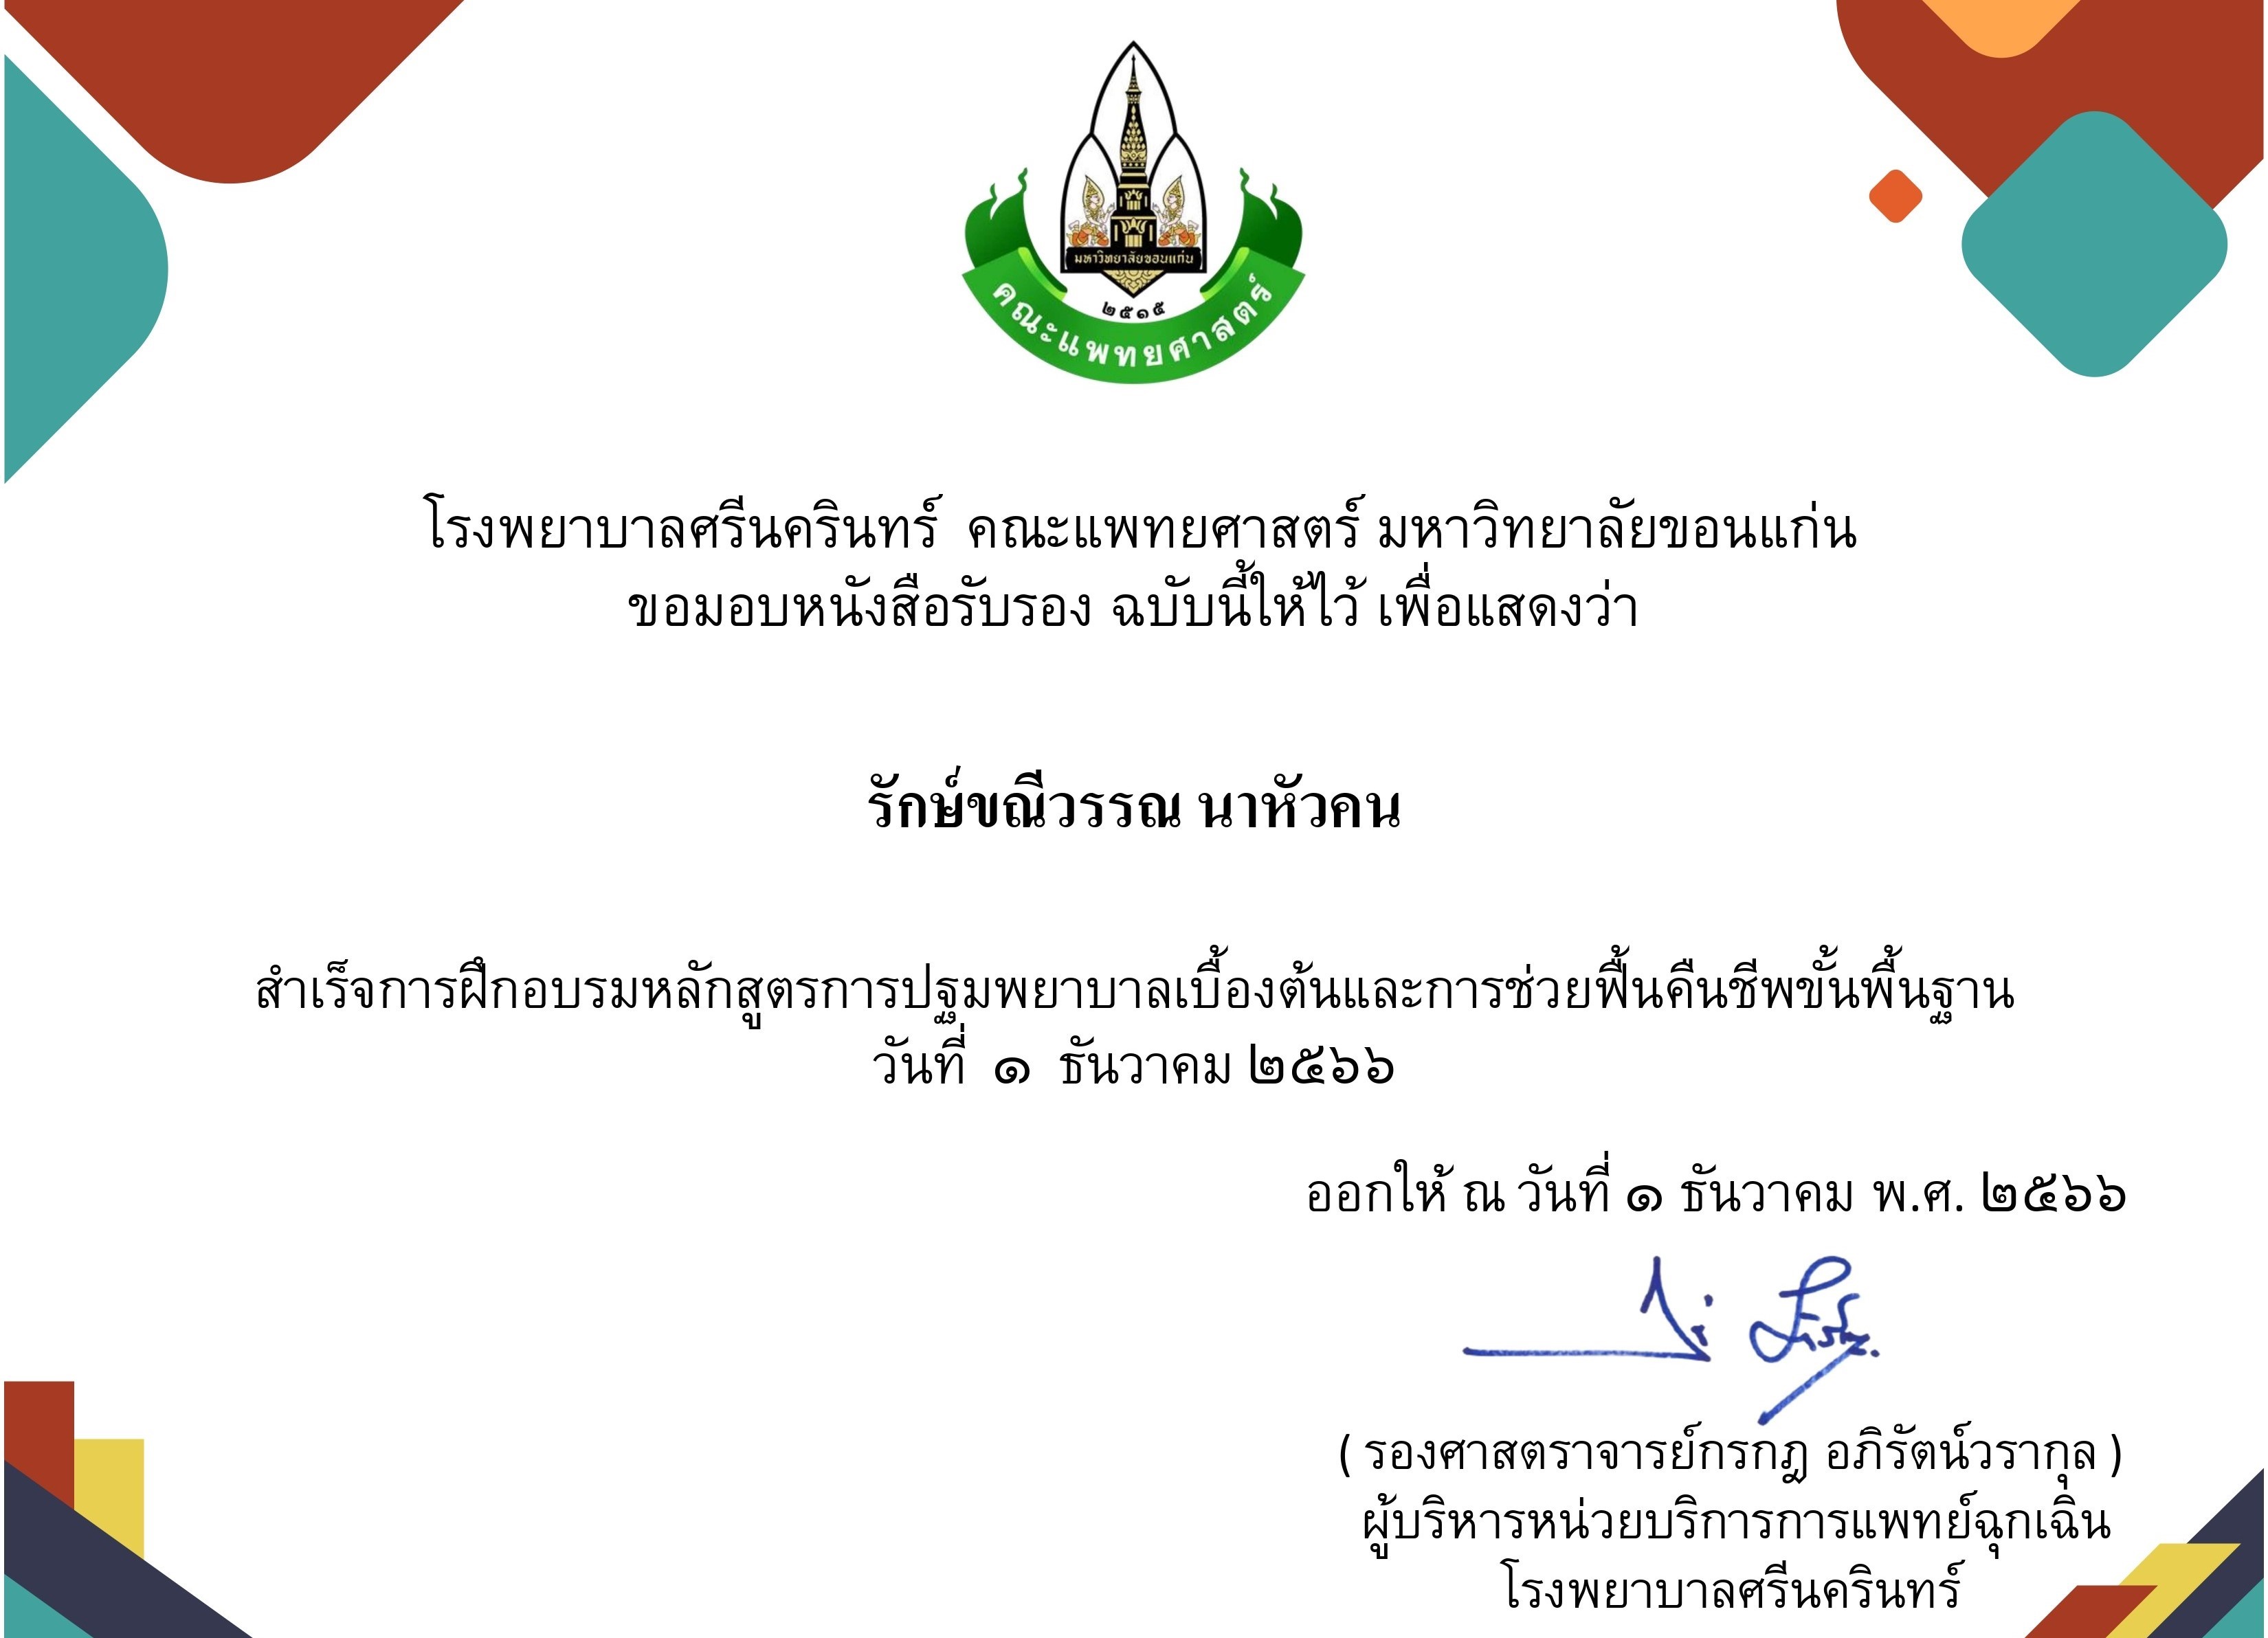 มหาวิทยาลัยขอนแก่น
๒๕๑๕
คณะแพทยศาสตร์
โรงพยาบาลศรีนครินทร์ คณะแพทยศาสตร์ มหาวิทยาลัยขอนแก่น
ขอมอบหนังสือรับรอง ฉบับนี้ให้ไว้ เพื่อแสดงว่า
รักษ์ขณีวรรณ นาหัวคน
สำเร็จการฝึกอบรมหลักสูตรการปฐมพยาบาลเบื้องต้นและการช่วยฟื้นคืนชีพขั้นพื้นฐาน
วันที่ ๑ ธันวาคม ๒๕๖๖
ออกให้ ณ วันที่ ๑ ธันวาคม พ.ศ. ๒๕๖๖
( รองศาสตราจารย์กรกฎ อภิรัตน์วรากุล )
ผู้บริหารหน่วยบริการการแพทย์ฉุกเฉิน
โรงพยาบาลศรีนครินทร์